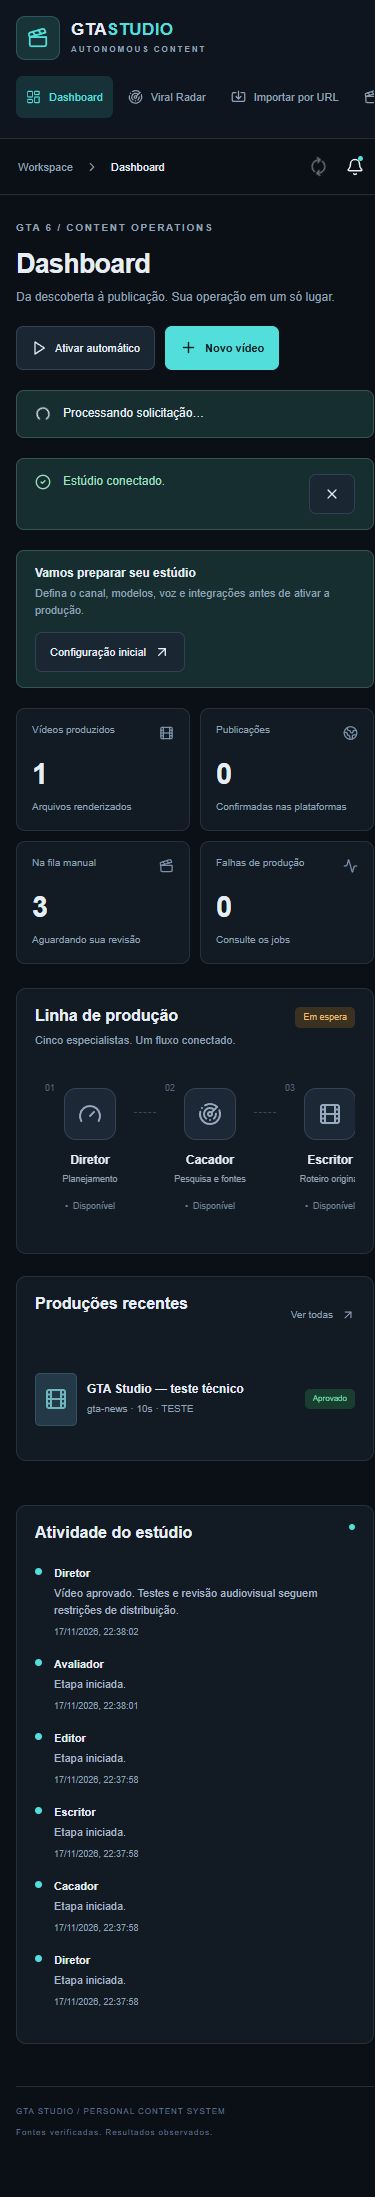 GTASTUDIO
AUTONOMOUS CONTENT
Dashboard
Viral Radar
Importar por URL
Workspace
Dashboard
GTA 6 / CONTENT OPERATIONS
Dashboard
Da descoberta à publicação. Sua operação em um só lugar.
Ativar automático
Novo vídeo
Processando solicitação...
Estúdio conectado.
Vamos preparar seu estúdio
Defina o canal, modelos, voz e integrações antes de ativar a
produção.
Configuração inicial
Vídeos produzidos
1
Arquivos renderizados
Publicações
0
Confirmadas nas plataformas
Na fila manual
3
Aguardando sua revisão
Falhas de produção
0
Consulte os jobs
Linha de produção
Em espera
Cinco especialistas. Um fluxo conectado.
01
Diretor
Planejamento
• Disponível
02
Cacador
Pesquisa e fontes
• Disponível
03
Escritor
Roteiro origina
• Disponível
Produções recentes
Ver todas
GTA Studio — teste técnico
gta-news · 10s · TESTE
Aprovado
Atividade do estúdio
Diretor
Vídeo aprovado. Testes e revisão audiovisual seguem
restrições de distribuição.
17/11/2026, 22:38:02
Avaliador
Etapa iniciada.
17/11/2026, 22:38:01
Editor
Etapa iniciada.
17/11/2026, 22:37:58
Escritor
Etapa iniciada.
17/11/2026, 22:37:58
Cacador
Etapa iniciada.
17/11/2026, 22:37:58
Diretor
Etapa iniciada.
17/11/2026, 22:37:58
GTA STUDIO / PERSONAL CONTENT SYSTEM
Fontes verificadas. Resultados observados.